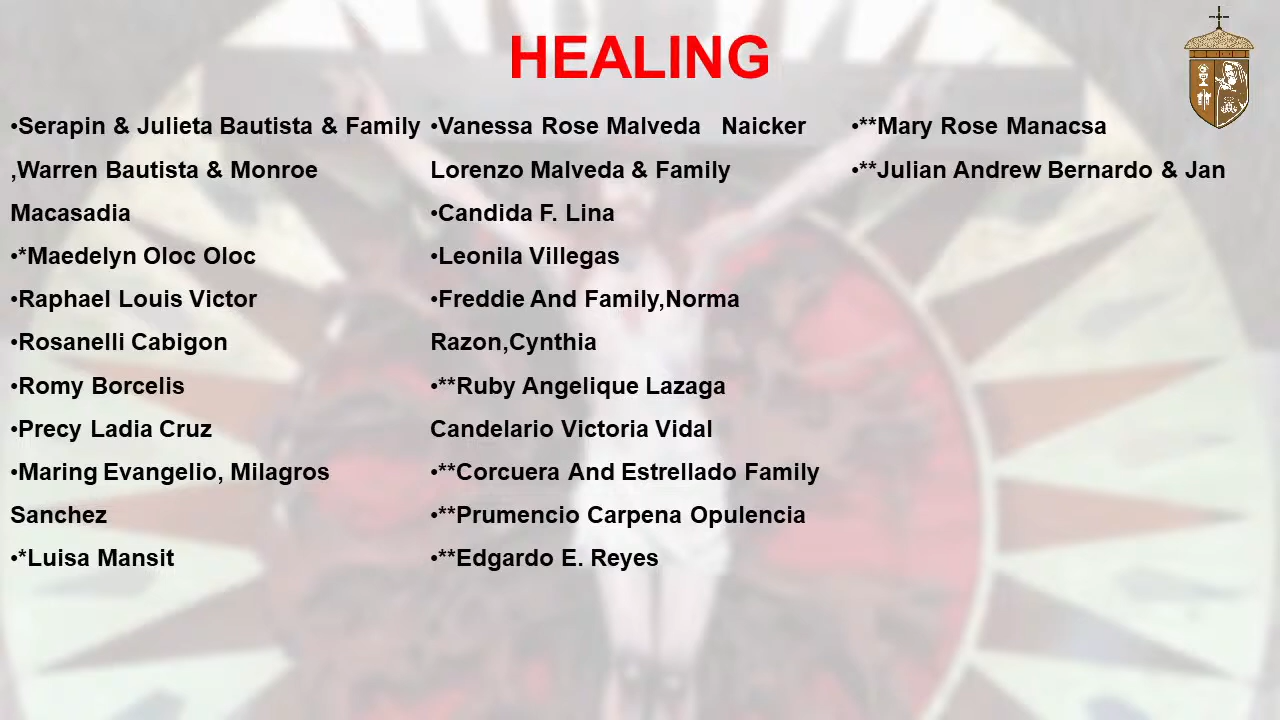 HEALING
•Serapin & Julieta Bautista & Family
,Warren Bautista & Monroe
Macasadia
•*Maedelyn Oloc Oloc
•Raphael Louis Victor
•Rosanelli Cabigon
•Romy Borcelis
•Precy Ladia Cruz
•Maring Evangelio, Milagros
Sanchez
•*Luisa Mansit
•Vanessa Rose Malveda   Naicker
Lorenzo Malveda & Family
•Candida F. Lina
•Leonila Villegas
•Freddie And Family,Norma
Razon,Cynthia
•**Ruby Angelique Lazaga
Candelario Victoria Vidal
•**Corcuera And Estrellado Family
•**Prumencio Carpena Opulencia
•**Edgardo E. Reyes
•**Mary Rose Manacsa
•**Julian Andrew Bernardo & Jan